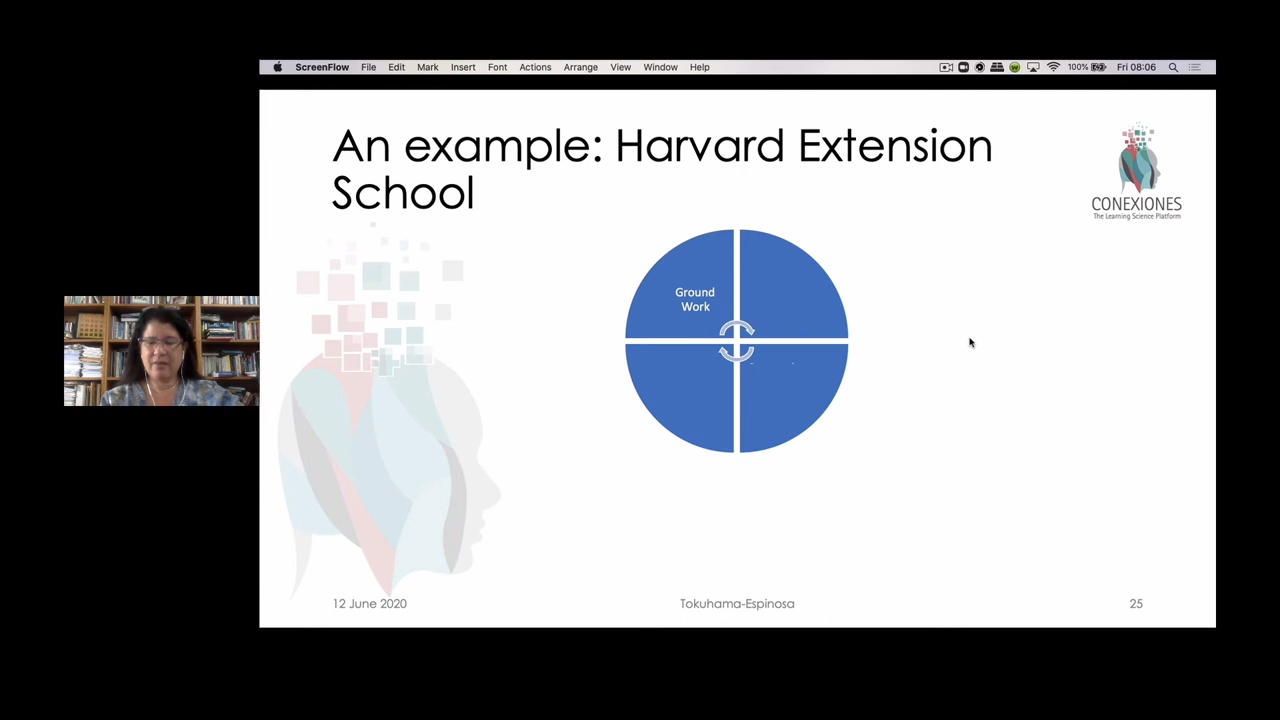 ScreenFlow File Edit Mark Insert Font Actions Arrange View Window Help 100% Fri 08:06
An example: Harvard Extension
School
CONEXIONES
The Learning Science Platform
Ground
Work
12 June 2020 Tokuhama-Espinosa 25